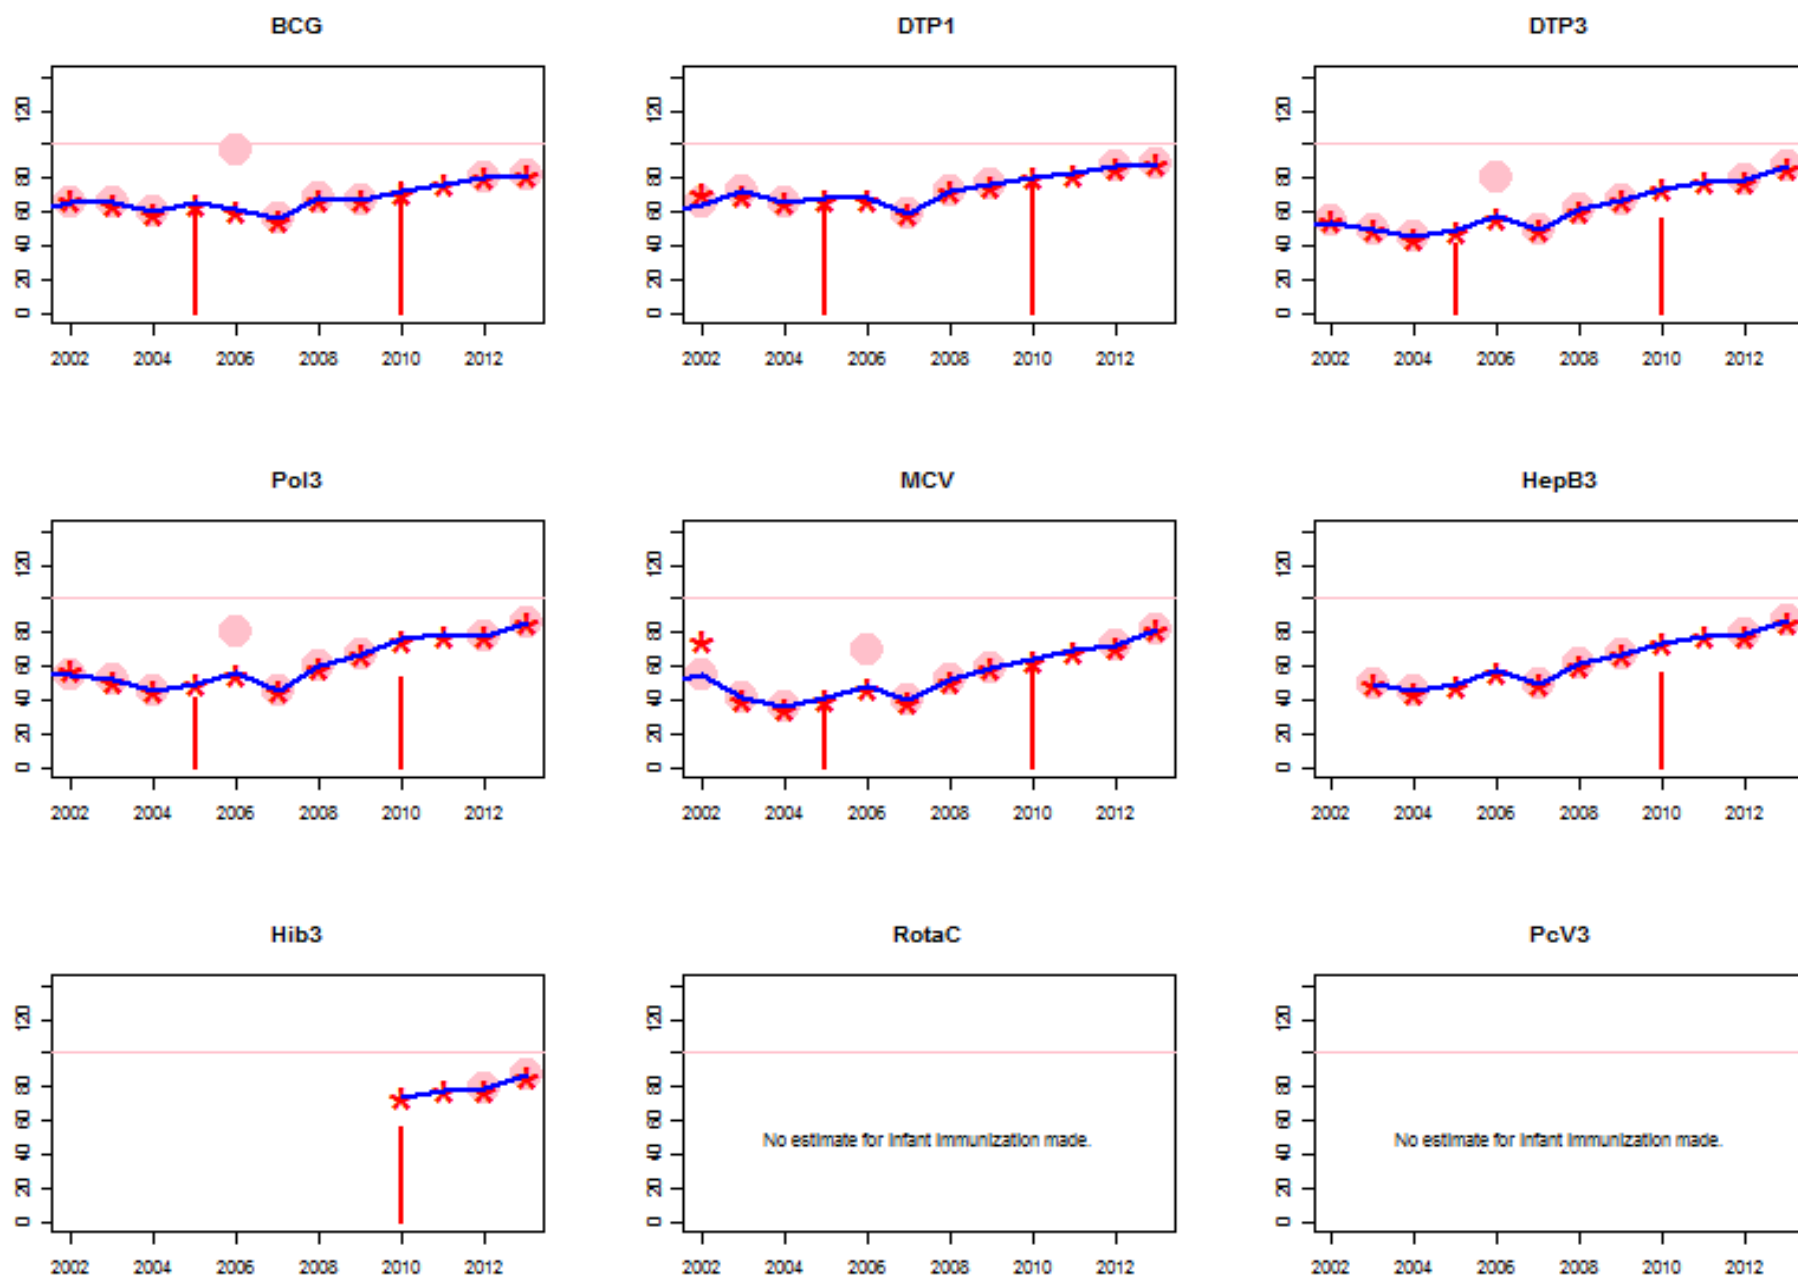 BCG DTP1 DTP3
120 120 120
80 80 80
60 60 60
40 40 40
20 20 20
0 0 0
2002 2004 2006 2008 2010 2012 2002 2004 2006 2008 2010 2012 2002 2004 2006 2008 2010 2012
Pol3 MCV HepB3
120 120 120
80 80 80
60 60 60
40 40 40
20 20 20
0 0 0
2002 2004 2006 2008 2010 2012 2002 2004 2006 2008 2010 2012 2002 2004 2006 2008 2010 2012
Hib3 RotaC PcV3
120 120 120
80 80 80
60 60 60
No estimate for infant immunization made. No estimate for infant immunization made.
40 40 40
20 20 20
0 0 0
2002 2004 2006 2008 2010 2012 2002 2004 2006 2008 2010 2012 2002 2004 2006 2008 2010 2012